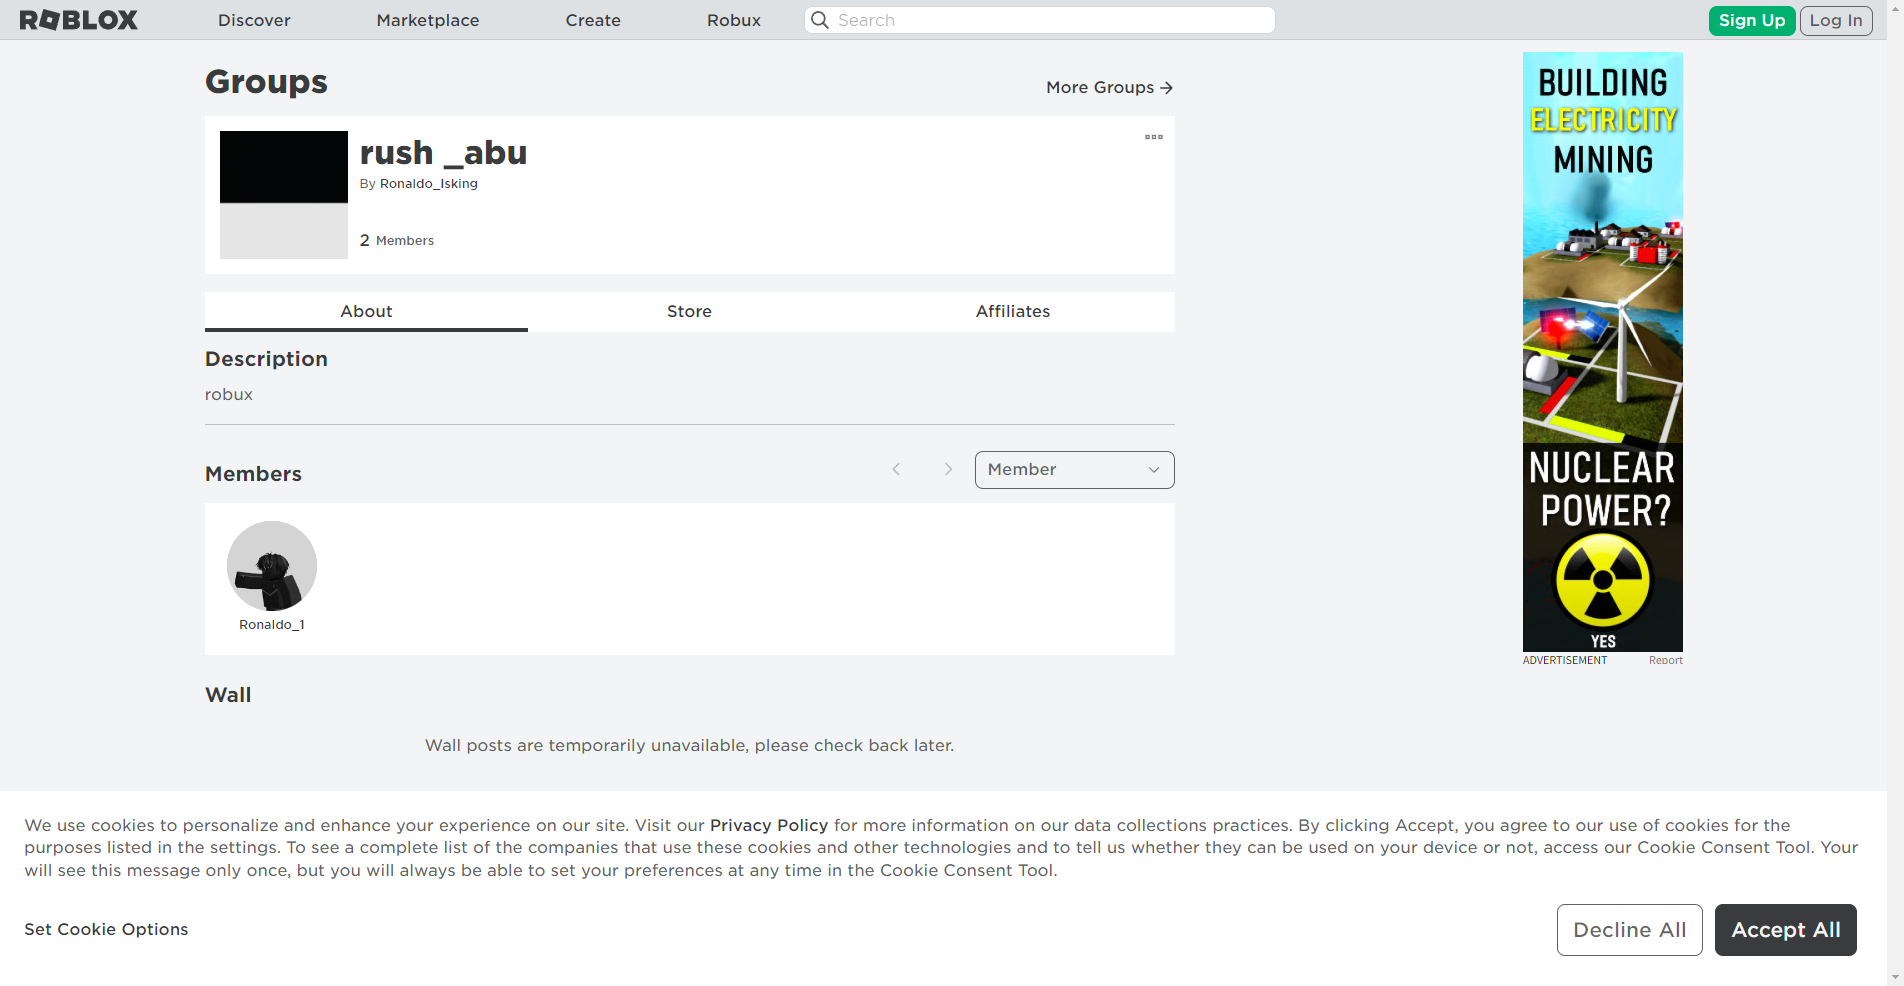 ROBLOX
Discover
Marketplace
Create
Robux
Search
Sign Up
Log In
Groups
More Groups
rush _abu
By Ronaldo_Isking
2 Members
About
Store
Affiliates
Description
robux
Members
Member
Ronaldo_1
Wall
Wall posts are temporarily unavailable, please check back later.
BUILDING
ELECTRICITY
MINING
NUCLEAR
POWER?
YES
ADVERTISEMENT
Report
We use cookies to personalize and enhance your experience on our site. Visit our Privacy Policy for more information on our data collections practices. By clicking Accept, you agree to our use of cookies for the
purposes listed in the settings. To see a complete list of the companies that use these cookies and other technologies and to tell us whether they can be used on your device or not, access our Cookie Consent Tool. Your
will see this message only once, but you will always be able to set your preferences at any time in the Cookie Consent Tool.
Set Cookie Options
Decline All
Accept All